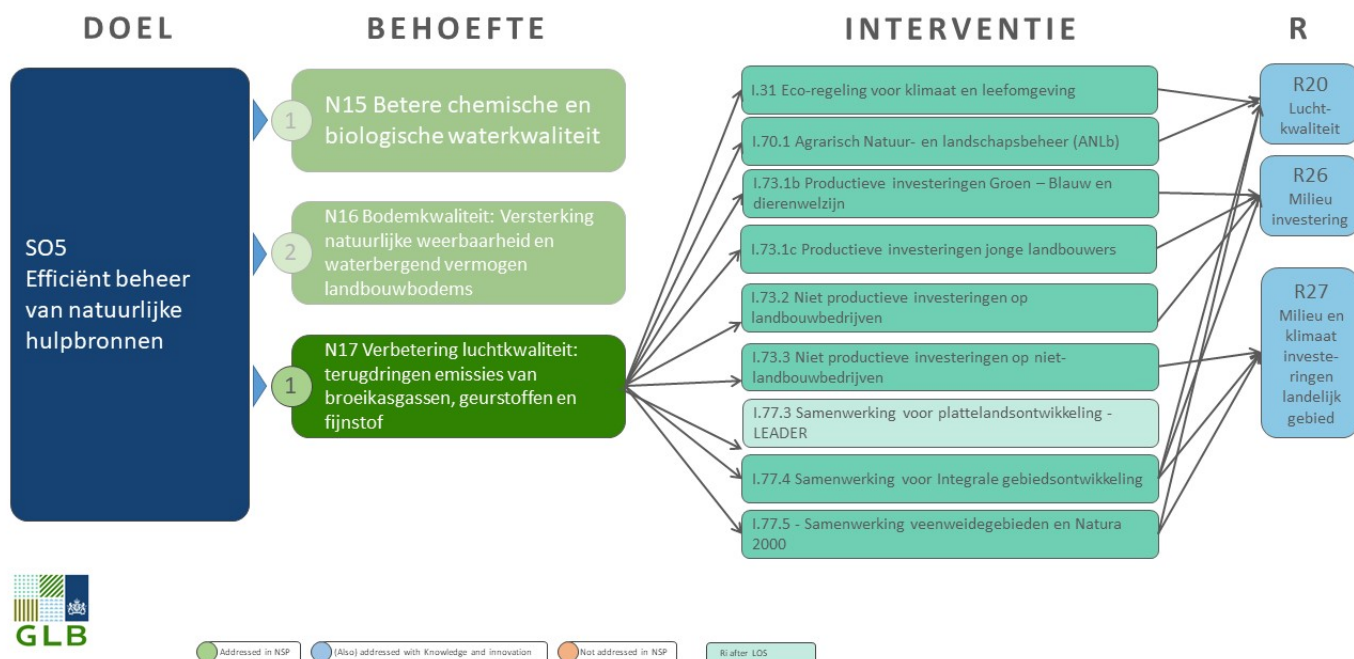 DOEL
BEHOEFTE
INTERVENTIE
R
SO5
Efficiënt beheer
van natuurlijke
hulpbronnen
1
N15 Betere chemische en
biologische waterkwaliteit
2
N16 Bodemkwaliteit: Versterking
natuurlijke weerbaarheid en
waterbergend vermogen
landbouwbodems
1
N17 Verbetering luchtkwaliteit:
terugdringen emissies van
broeikasgassen, geurstoffen en
fijnstof
I.31 Eco-regeling voor klimaat en leefomgeving
I.70.1 Agrarisch Natuur- en landschapsbeheer (ANLb)
I.73.1b Productieve investeringen Groen – Blauw en
dierenwelzijn
I.73.1c Productieve investeringen jonge landbouwers
I.73.2 Niet productieve investeringen op
landbouwbedrijven
I.73.3 Niet productieve investeringen op niet-
landbouwbedrijven
I.77.3 Samenwerking voor plattelandsontwikkeling -
LEADER
I.77.4 Samenwerking voor Integrale gebiedsontwikkeling
I.77.5 - Samenwerking veenweidegebieden en Natura
2000
R20
Lucht-
kwaliteit
R26
Milieu
investering
R27
Milieu en
klimaat
investe-
ringen
landelijk
gebied
GLB
Addressed in NSP
(Also) addressed with Knowledge and innovation
Not addressed in NSP
Ri after LOS